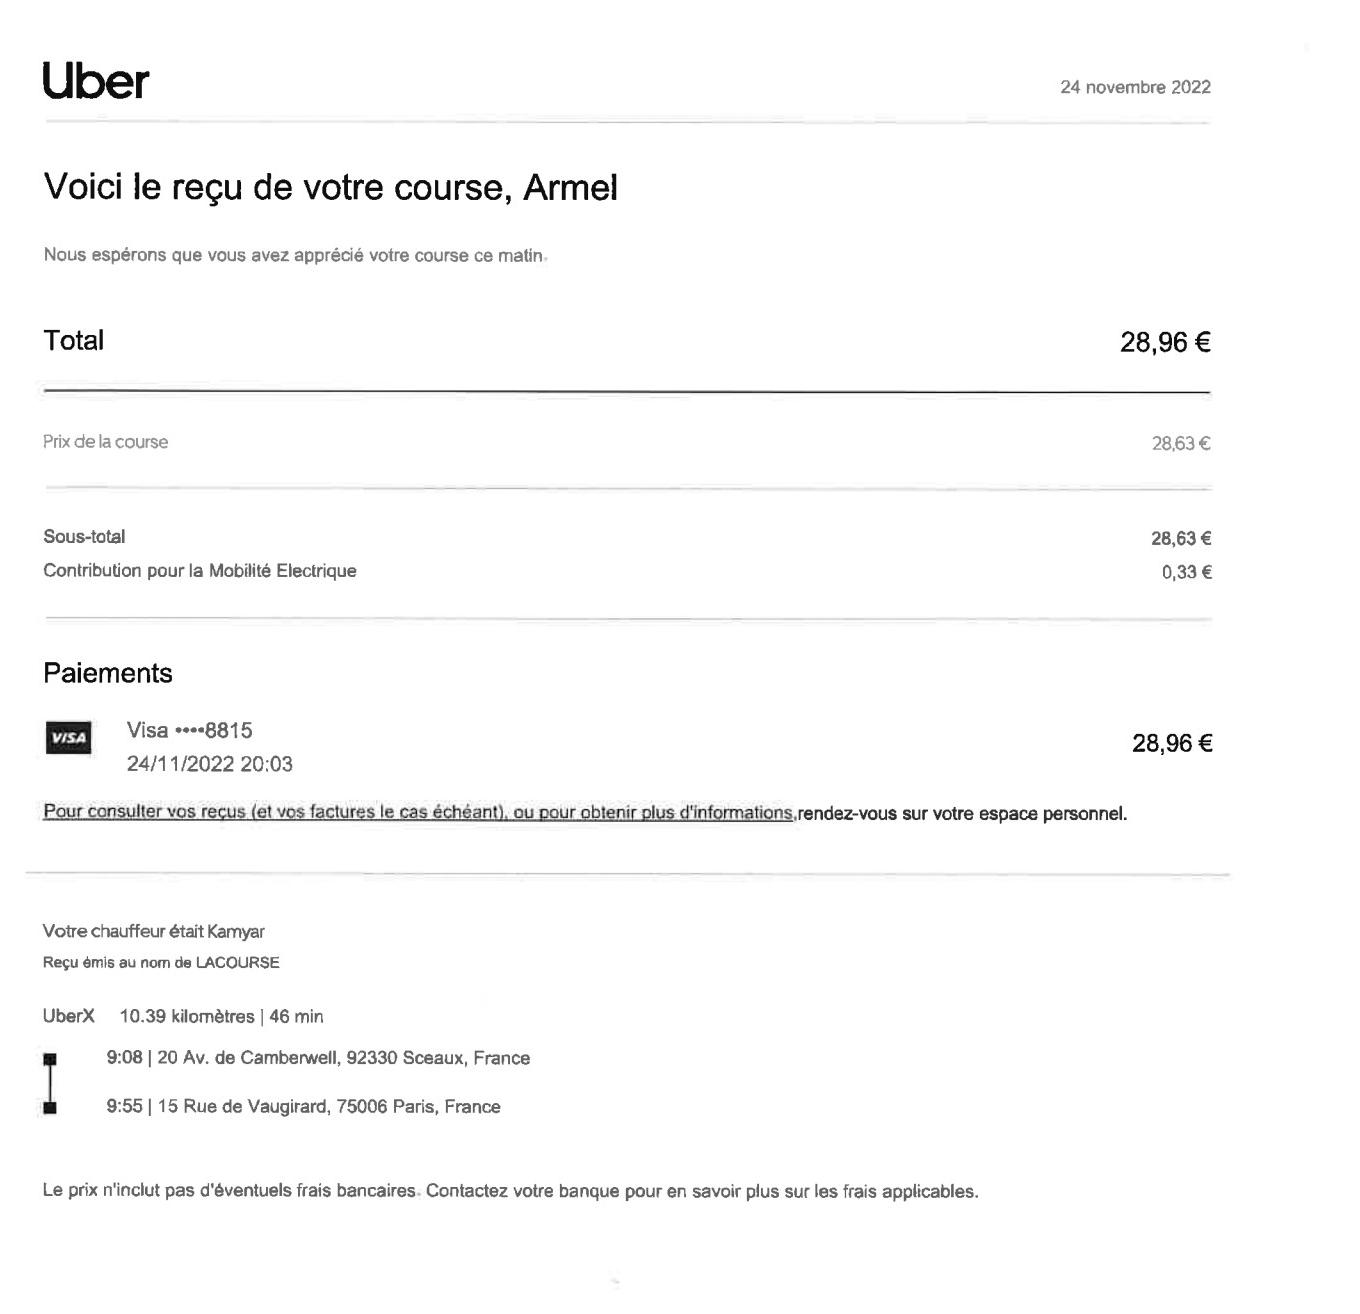 Uber
24 novembre 2022
Voici le reçu de votre course, Armel
Nous espérons que vous avez apprécié votre course ce matin.
Total 28,96 €
Prix de la course 28,63 €
Sous-total 28,63 €
Contribution pour la Mobilité Electrique 0,33 €
Paiements
VISA
Visa ••••8815
24/11/2022 20:03
28,96 €
Pour consulter vos reçus (et vos factures le cas échéant), ou pour obtenir plus d'informations,rendez-vous sur votre espace personnel.
Votre chauffeur était Kamyar
Reçu émis au nom de LACOURSE
UberX 10.39 kilomètres | 46 min
9:08 | 20 Av. de Camberwell, 92330 Sceaux, France
9:55 | 15 Rue de Vaugirard, 75006 Paris, France
Le prix n'inclut pas d'éventuels frais bancaires. Contactez votre banque pour en savoir plus sur les frais applicables.